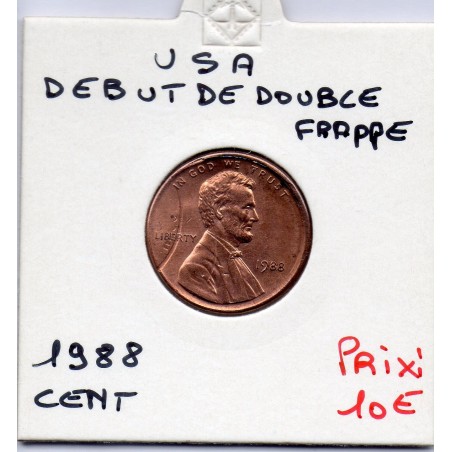 USA
DEBUT DE DOUBLE
FRAPPE
IN GOD WE TRUST
LIBERTY
1988
1988
CENT
PRIX:
10€